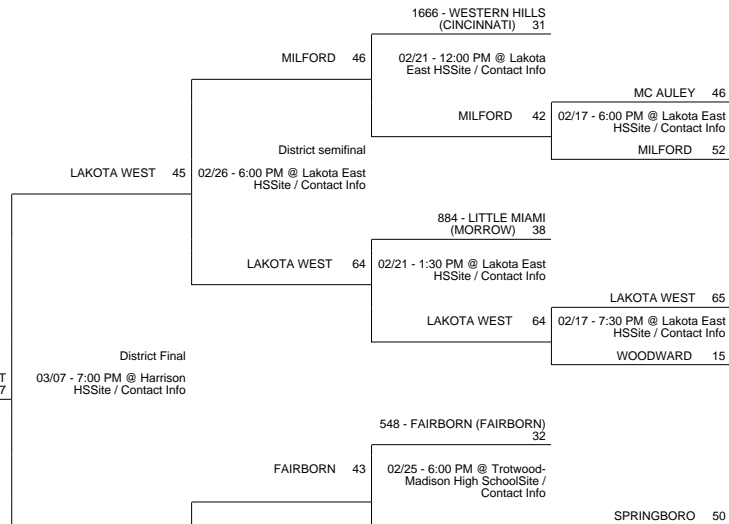 1666 - WESTERN HILLS
(CINCINNATI) 31
MILFORD 46
02/21 - 12:00 PM @ Lakota
East HSSite / Contact Info
MC AULEY 46
MILFORD 42
02/17 - 6:00 PM @ Lakota East
HSSite / Contact Info
District semifinal
MILFORD 52
LAKOTA WEST 45
02/26 - 6:00 PM @ Lakota East
HSSite / Contact Info
884 - LITTLE MIAMI
(MORROW) 38
LAKOTA WEST 64
02/21 - 1:30 PM @ Lakota East
HSSite / Contact Info
LAKOTA WEST 65
LAKOTA WEST 64
02/17 - 7:30 PM @ Lakota East
HSSite / Contact Info
District Final
WOODWARD 15
T
7
03/07 - 7:00 PM @ Harrison
HSSite / Contact Info
548 - FAIRBORN (FAIRBORN)
32
FAIRBORN 43
02/25 - 6:00 PM @ Trotwood-
Madison High SchoolSite /
Contact Info
SPRINGBORO 50